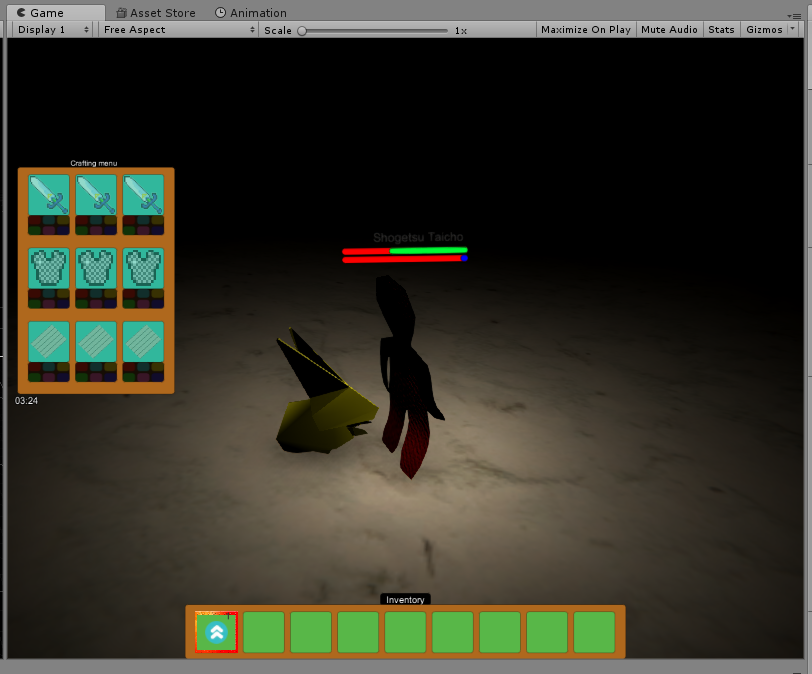 Game
Asset Store
Animation
Display 1
Free Aspect
Scale
1x
Maximize On Play
Mute Audio
Stats
Gizmos
Crafting menu
Shogetsu Taicho
03:24
Inventory